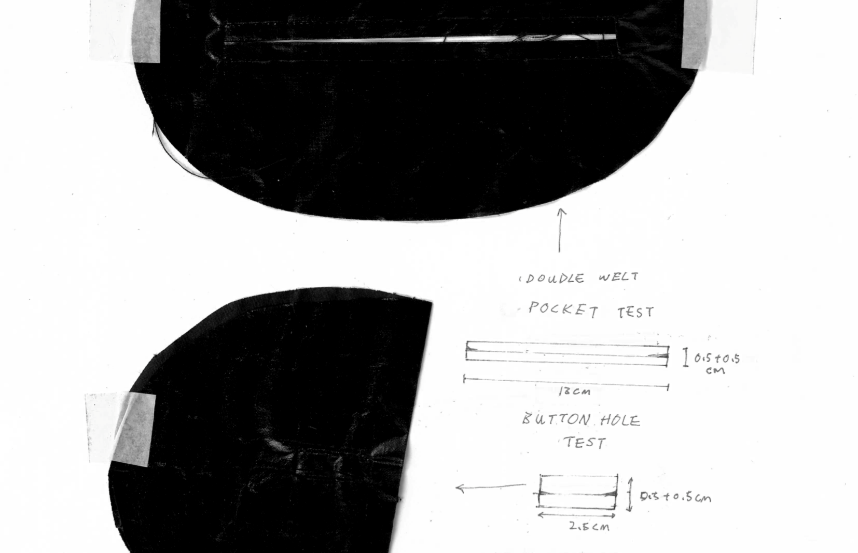 DOUDLE WELT
POCKET TEST
0.5+0.5
cm
13cm
BUTTON HOLE
TEST
0.5+0.5cm
2.5cm